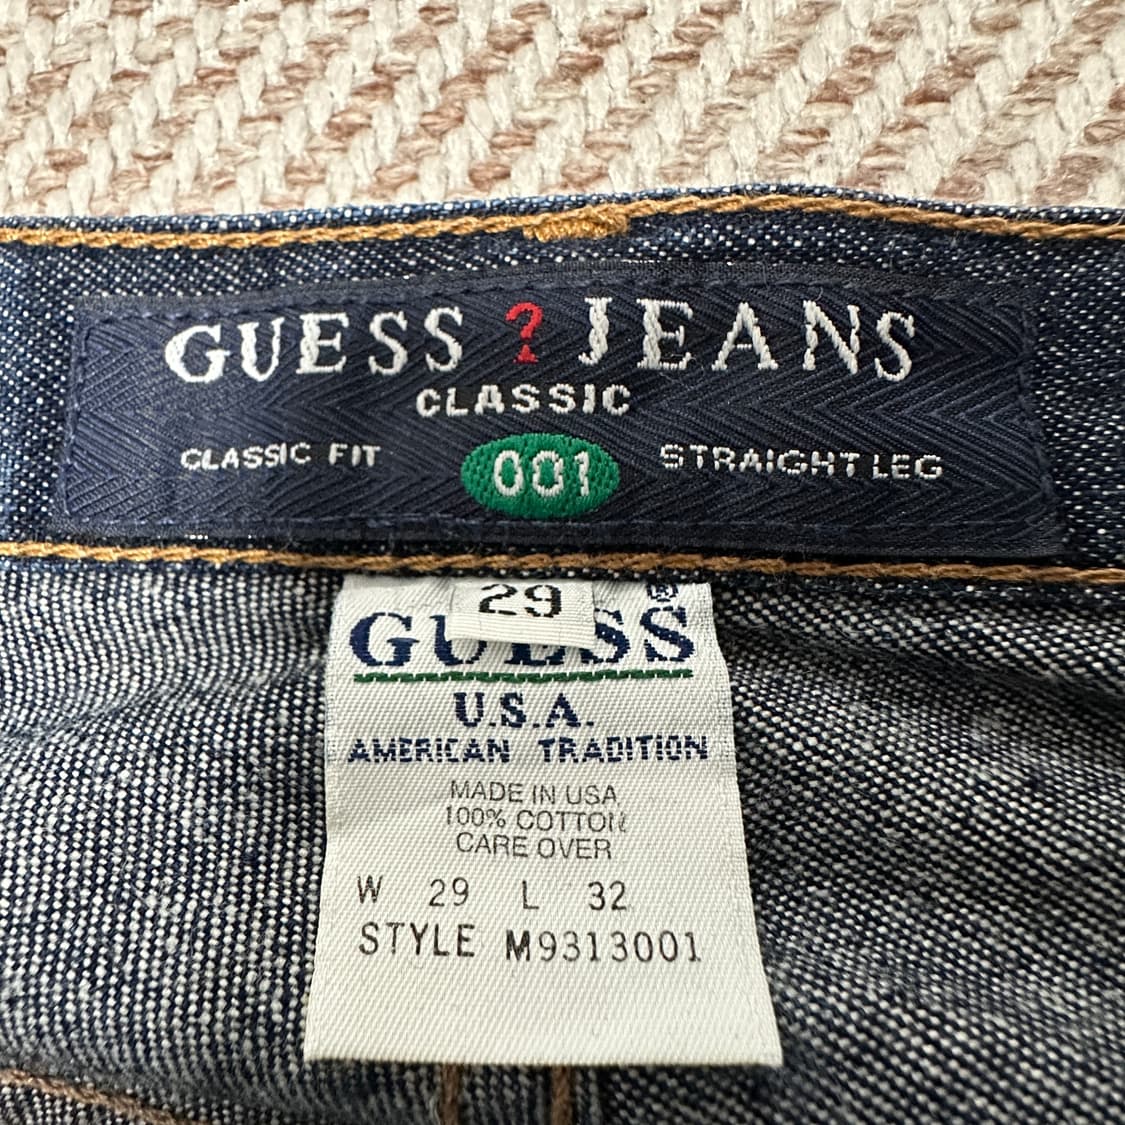 GUESS ? JEANS
CLASSIC
CLASSIC FIT 001 STRAIGHT LEG
29
GUESS®
U.S.A.
AMERICAN TRADITION
MADE IN USA
100% COTTON
CARE OVER
W 29 L 32
STYLE M9313001